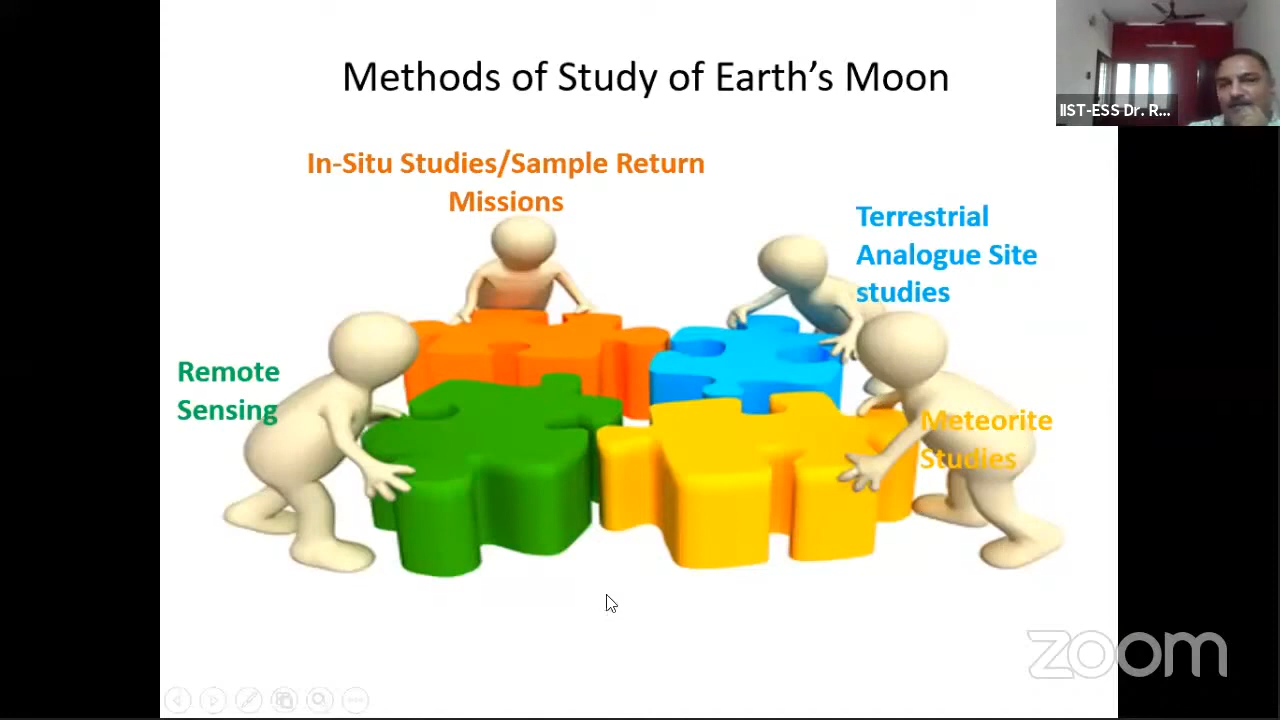 Methods of Study of Earth’s Moon
IIST-ESS Dr. R...
In-Situ Studies/Sample Return
Missions
Terrestrial
Analogue Site
studies
Remote
Sensing
Meteorite
Studies
zoom